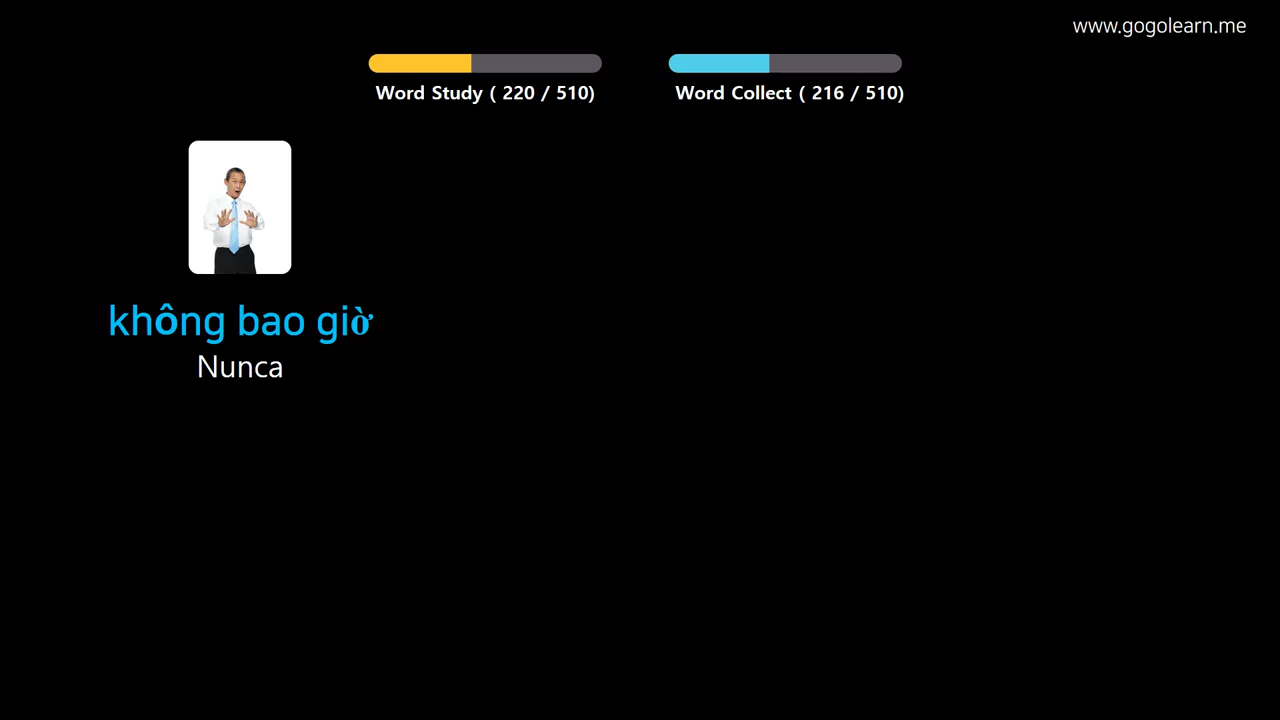 www.gogolearn.me
Word Study ( 220 / 510)
Word Collect ( 216 / 510)
không bao giờ
Nunca